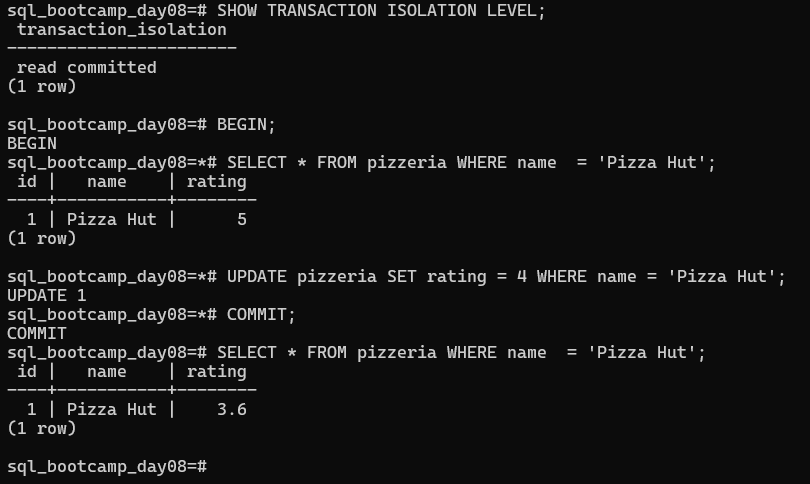 sql_bootcamp_day08=# SHOW TRANSACTION ISOLATION LEVEL;
 transaction_isolation
-----------------------
 read committed
(1 row)

sql_bootcamp_day08=# BEGIN;
BEGIN
sql_bootcamp_day08=*# SELECT * FROM pizzeria WHERE name  = 'Pizza Hut';
 id |   name    | rating
----+-----------+--------
  1 | Pizza Hut |      5
(1 row)

sql_bootcamp_day08=*# UPDATE pizzeria SET rating = 4 WHERE name = 'Pizza Hut';
UPDATE 1
sql_bootcamp_day08=*# COMMIT;
COMMIT
sql_bootcamp_day08=# SELECT * FROM pizzeria WHERE name  = 'Pizza Hut';
 id |   name    | rating
----+-----------+--------
  1 | Pizza Hut |    3.6
(1 row)

sql_bootcamp_day08=#